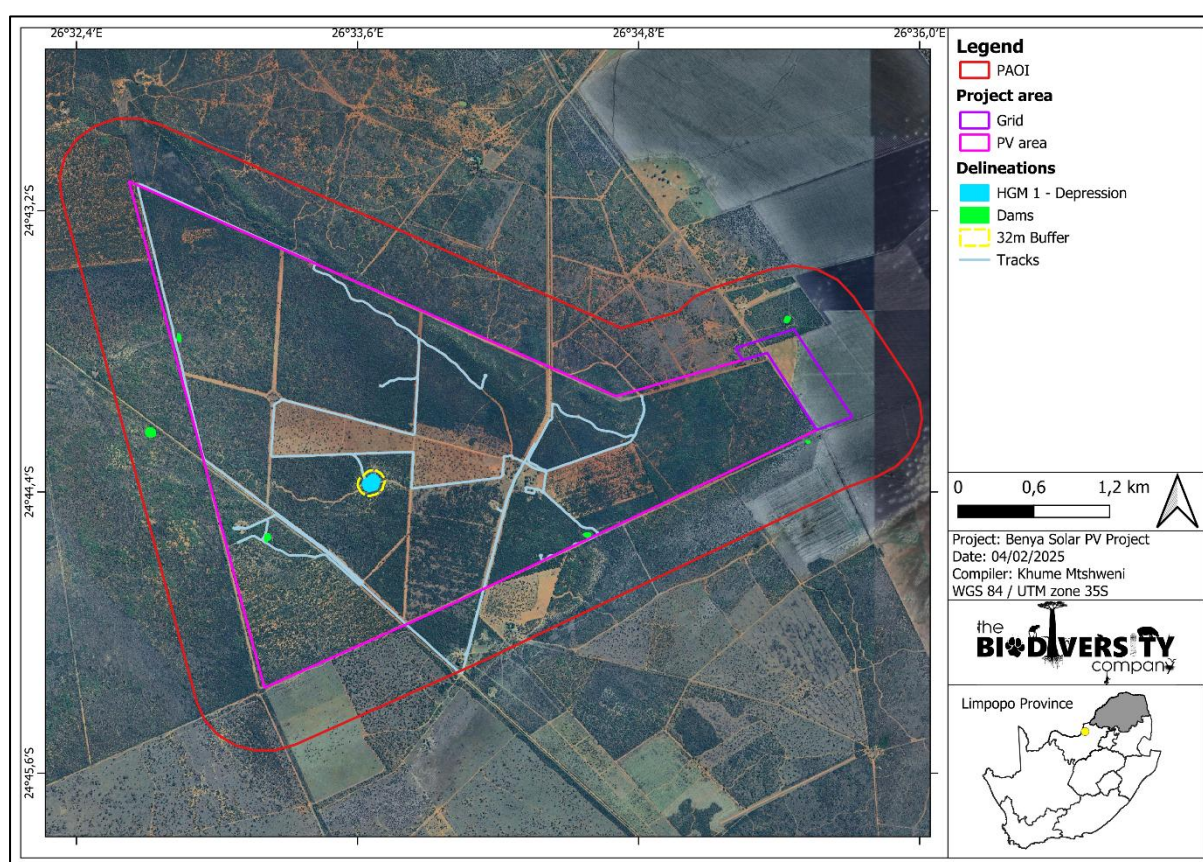 26°32,4'E 26°33,6'E 26°34,8'E 26°36,0'E
24°43,2'S
24°44,4'S
24°45,6'S
Legend
PAOI
Project area
Grid
PV area
Delineations
HGM 1 - Depression
Dams
32m Buffer
Tracks
0 0,6 1,2 km
Project: Benya Solar PV Project
Date: 04/02/2025
Compiler: Khume Mtshweni
WGS 84 / UTM zone 35S
the
BIODIVERSITY
company
Limpopo Province